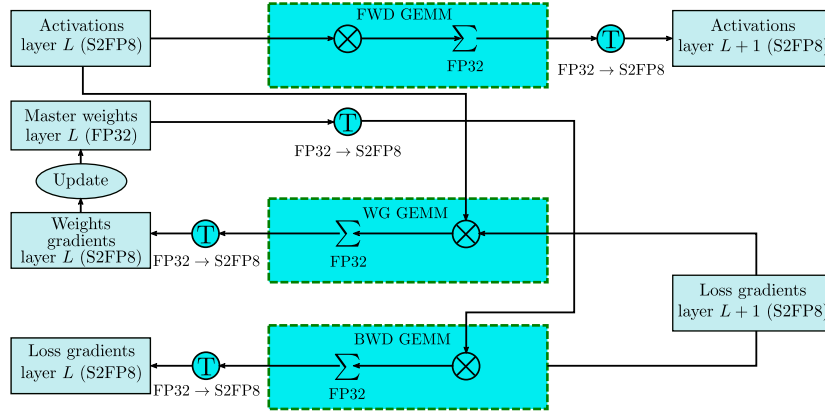 Activations
layer L (S2FP8)
FWD GEMM
Σ
FP32
T
FP32 → S2FP8
Activations
layer L + 1 (S2FP8)
Master weights
layer L (FP32)
T
FP32 → S2FP8
Update
Weights
gradients
layer L (S2FP8)
T
FP32 → S2FP8
WG GEMM
Σ
FP32
Loss gradients
layer L + 1 (S2FP8)
Loss gradients
layer L (S2FP8)
T
FP32 → S2FP8
BWD GEMM
Σ
FP32